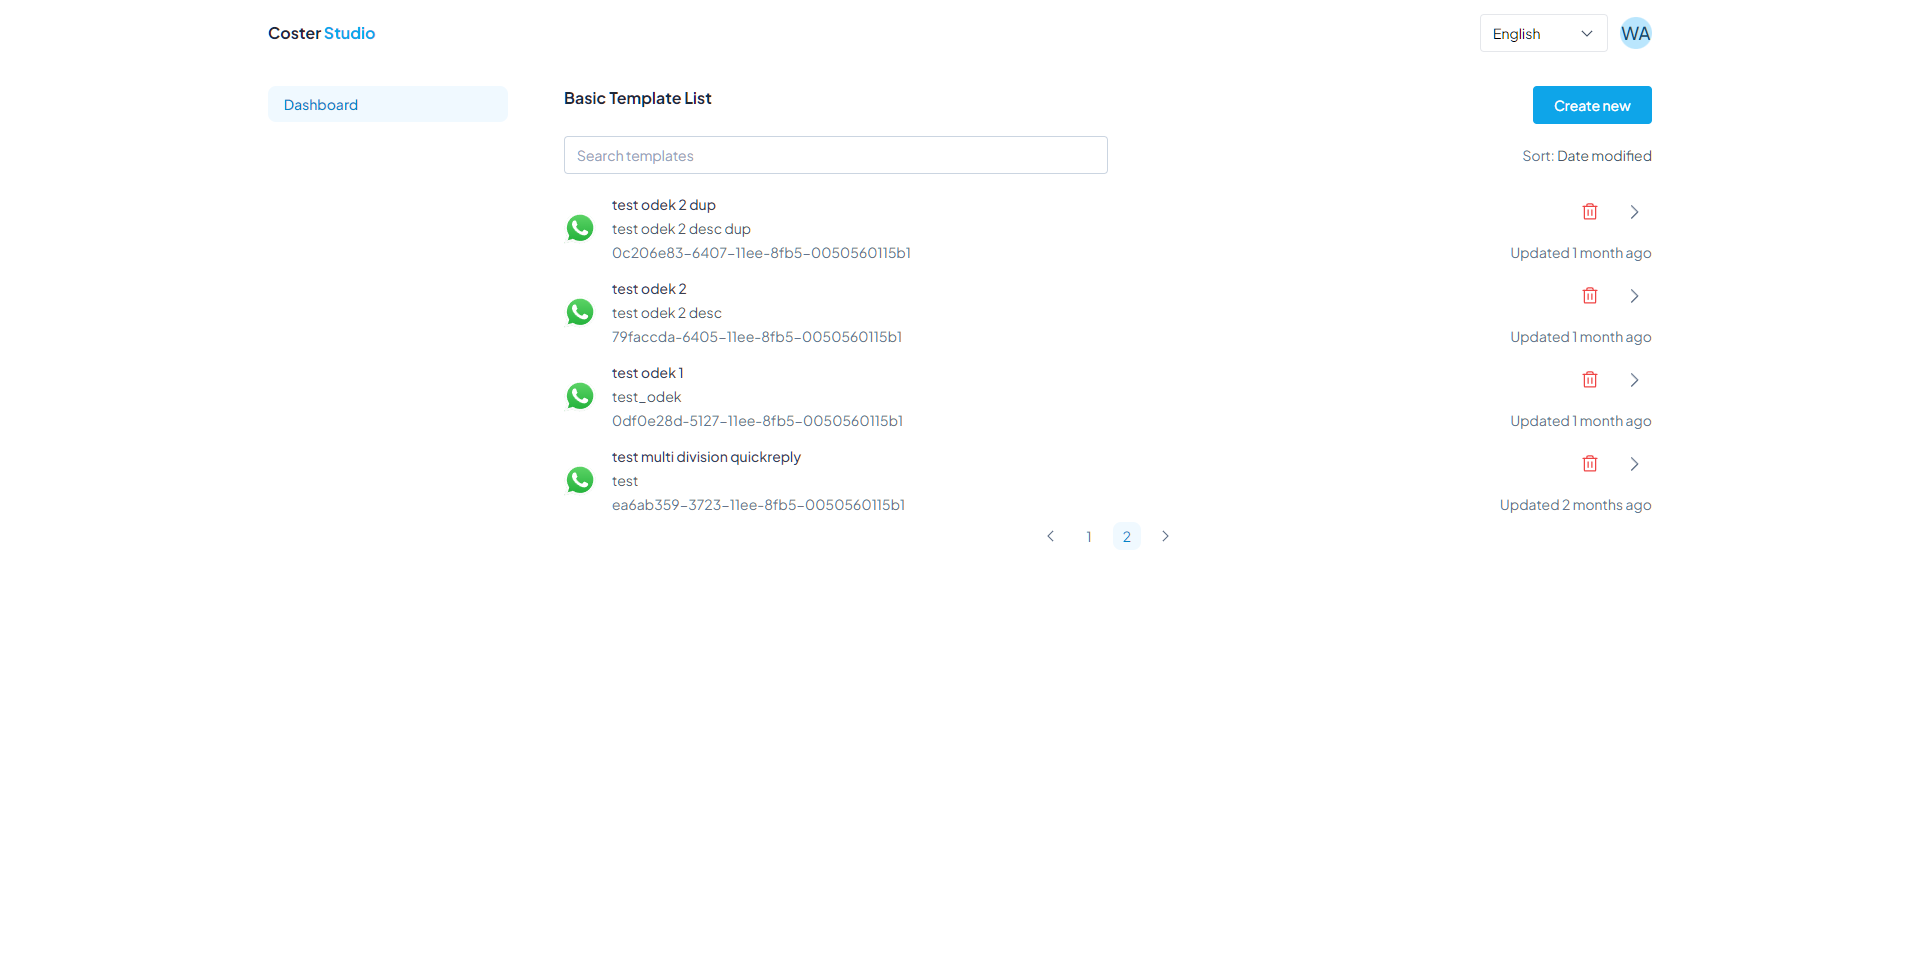 Coster Studio
English
WA
Dashboard
Basic Template List
Create new
Search templates
Sort: Date modified
test odek 2 dup
test odek 2 desc dup
0c206e83-6407-11ee-8fb5-0050560115b1
Updated 1 month ago
test odek 2
test odek 2 desc
79faccda-6405-11ee-8fb5-0050560115b1
Updated 1 month ago
test odek 1
test_odek
0df0e28d-5127-11ee-8fb5-0050560115b1
Updated 1 month ago
test multi division quickreply
test
ea6ab359-3723-11ee-8fb5-0050560115b1
Updated 2 months ago
1
2